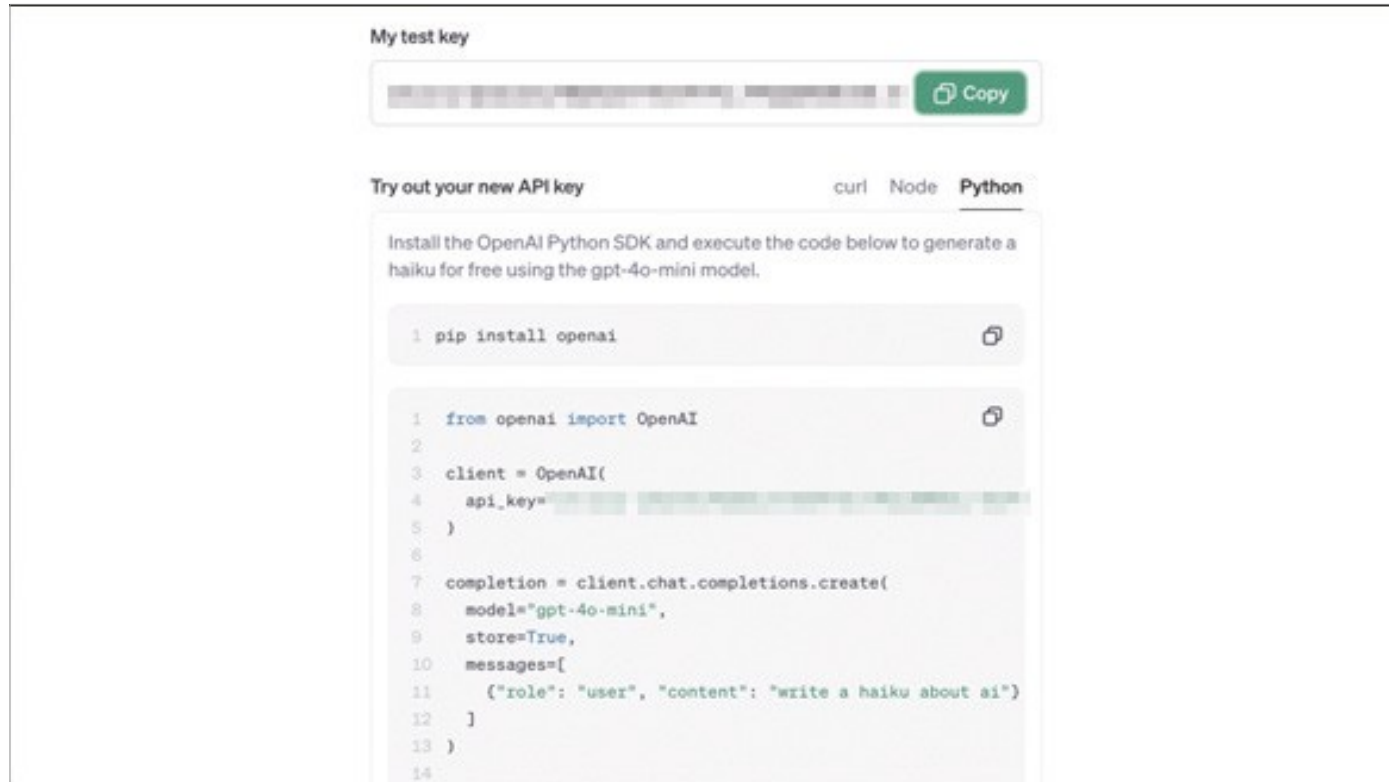 My test key
Copy
Try out your new API key
curl Node Python
Install the OpenAI Python SDK and execute the code below to generate a
haiku for free using the gpt-4o-mini model.
1 pip install openai
1 from openai import OpenAI
2
3 client = OpenAI(
4 api_key=
5 )
6
7 completion = client.chat.completions.create(
8 model="gpt-4o-mini",
9 store=True,
10 messages=[
11 {"role": "user", "content": "write a haiku about ai"}
12 ]
13 )
14